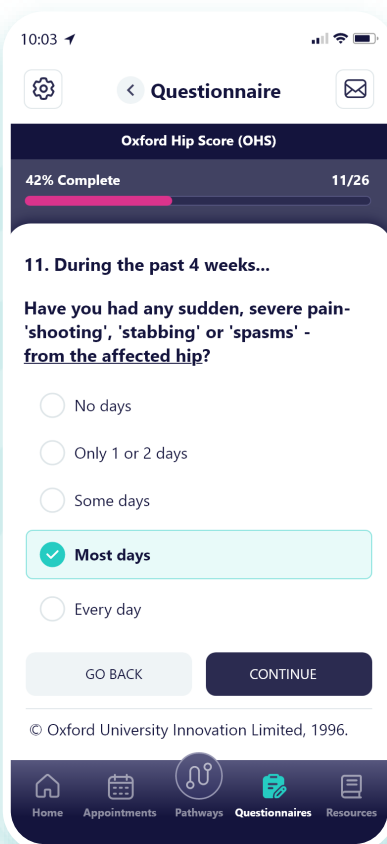 10:03
Questionnaire
Oxford Hip Score (OHS)
42% Complete
11/26
11. During the past 4 weeks...
Have you had any sudden, severe pain-
'shooting', 'stabbing' or 'spasms' -
from the affected hip?
No days
Only 1 or 2 days
Some days
Most days
Every day
GO BACK
CONTINUE
© Oxford University Innovation Limited, 1996.
Home
Appointments
Pathways
Questionnaires
Resources